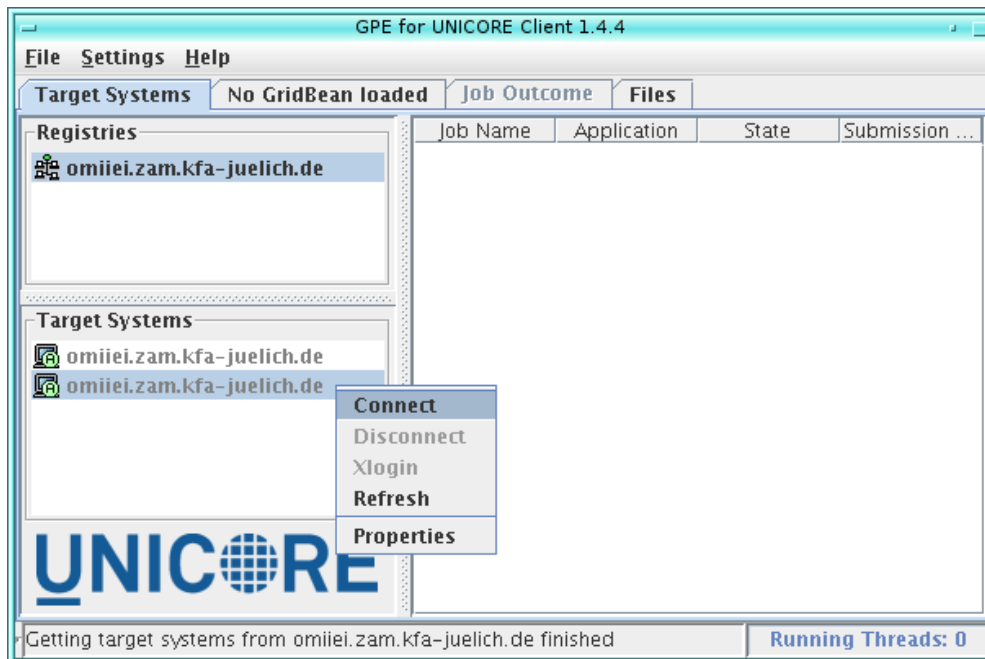 GPE for UNICORE Client 1.4.4
File Settings Help
Target Systems No GridBean loaded Job Outcome Files
Registries
omiiei.zam.kfa-juelich.de
Job Name Application State Submission ...
Target Systems
omiiei.zam.kfa-juelich.de
omiiei.zam.kfa-juelich.de
Connect
Disconnect
Xlogin
Refresh
Properties
UNICORE
Getting target systems from omiiei.zam.kfa-juelich.de finished
Running Threads: 0